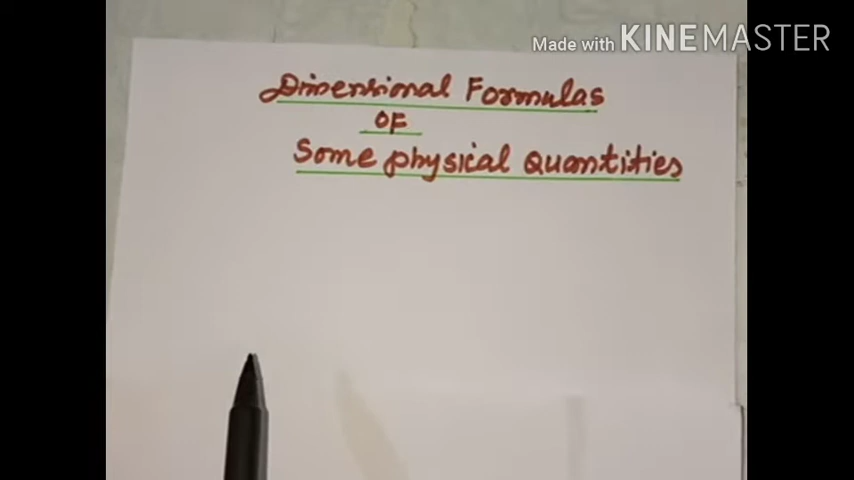 Made with KINEMASTER
Dimensional Formulas
OF
Some physical Quantities